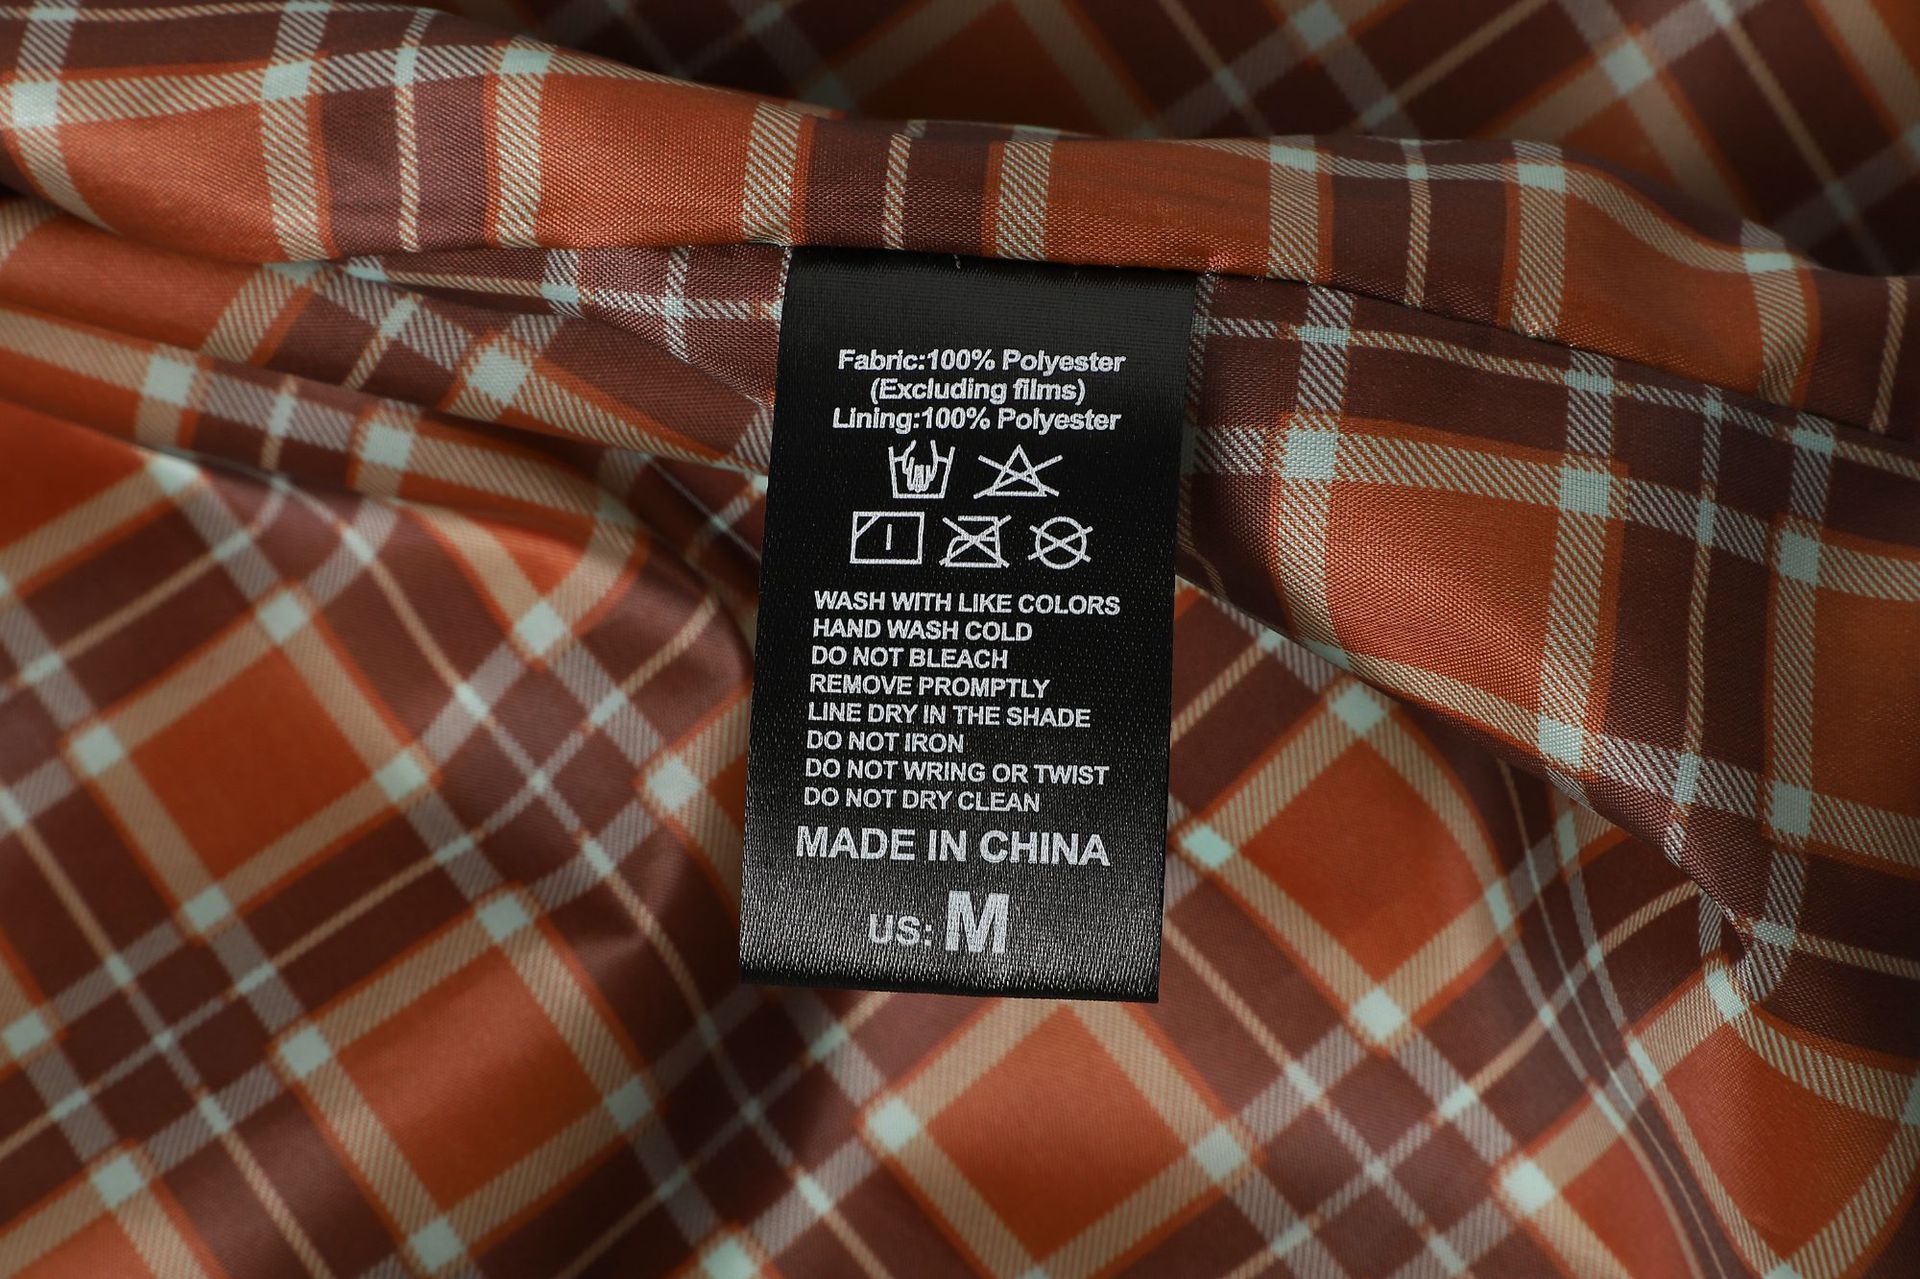 Fabric:100% Polyester
(Excluding films)
Lining:100% Polyester
WASH WITH LIKE COLORS
HAND WASH COLD
DO NOT BLEACH
REMOVE PROMPTLY
LINE DRY IN THE SHADE
DO NOT IRON
DO NOT WRING OR TWIST
DO NOT DRY CLEAN
MADE IN CHINA
US: M